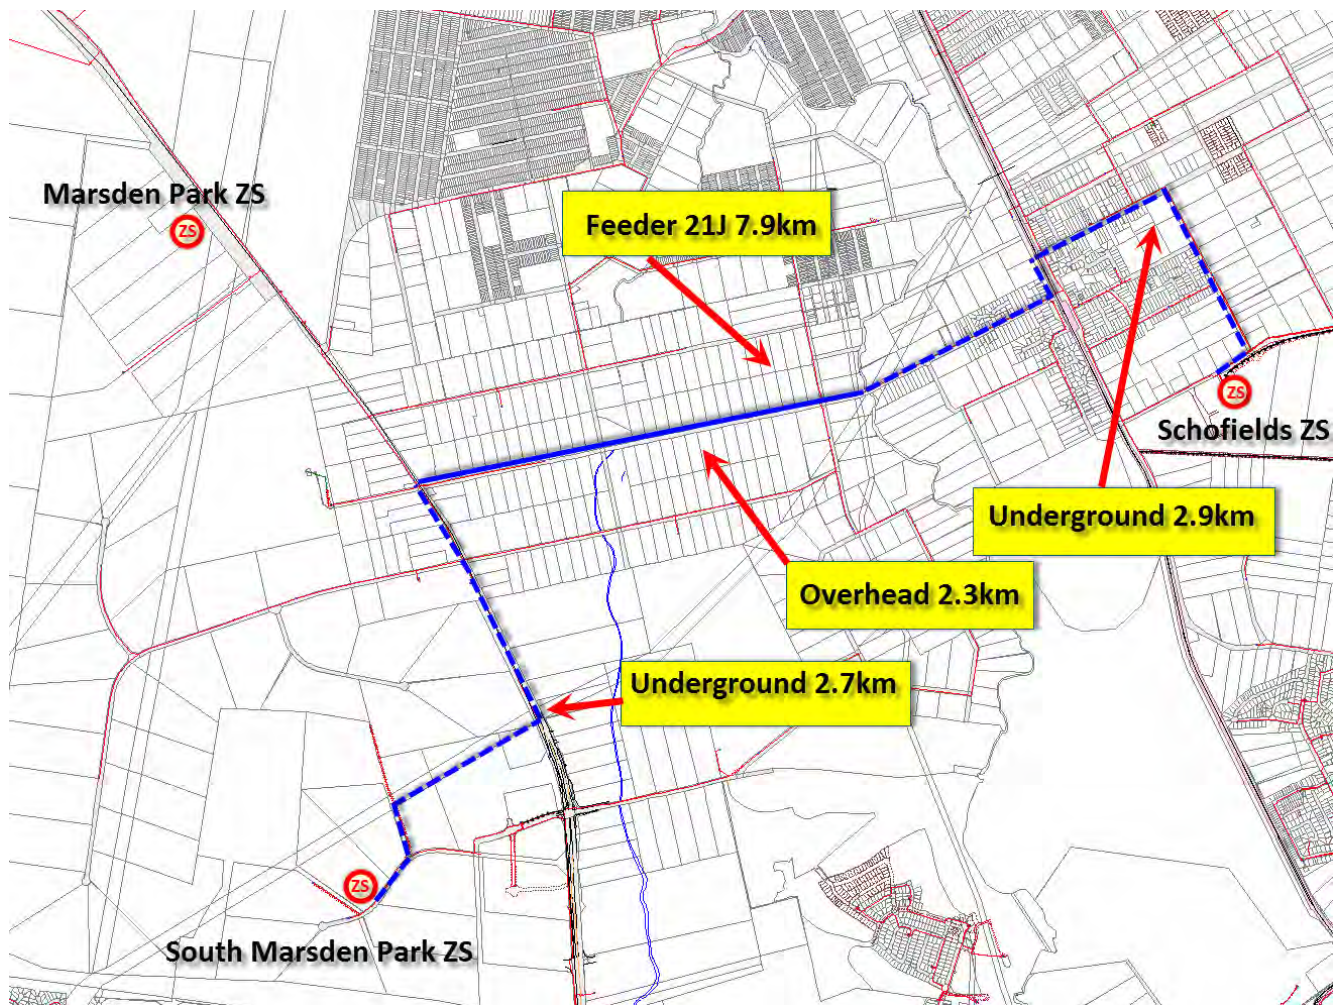 Marsden Park ZS
ZS
Feeder 21J 7.9km
ZS
Schofields ZS
Underground 2.9km
Overhead 2.3km
Underground 2.7km
ZS
South Marsden Park ZS